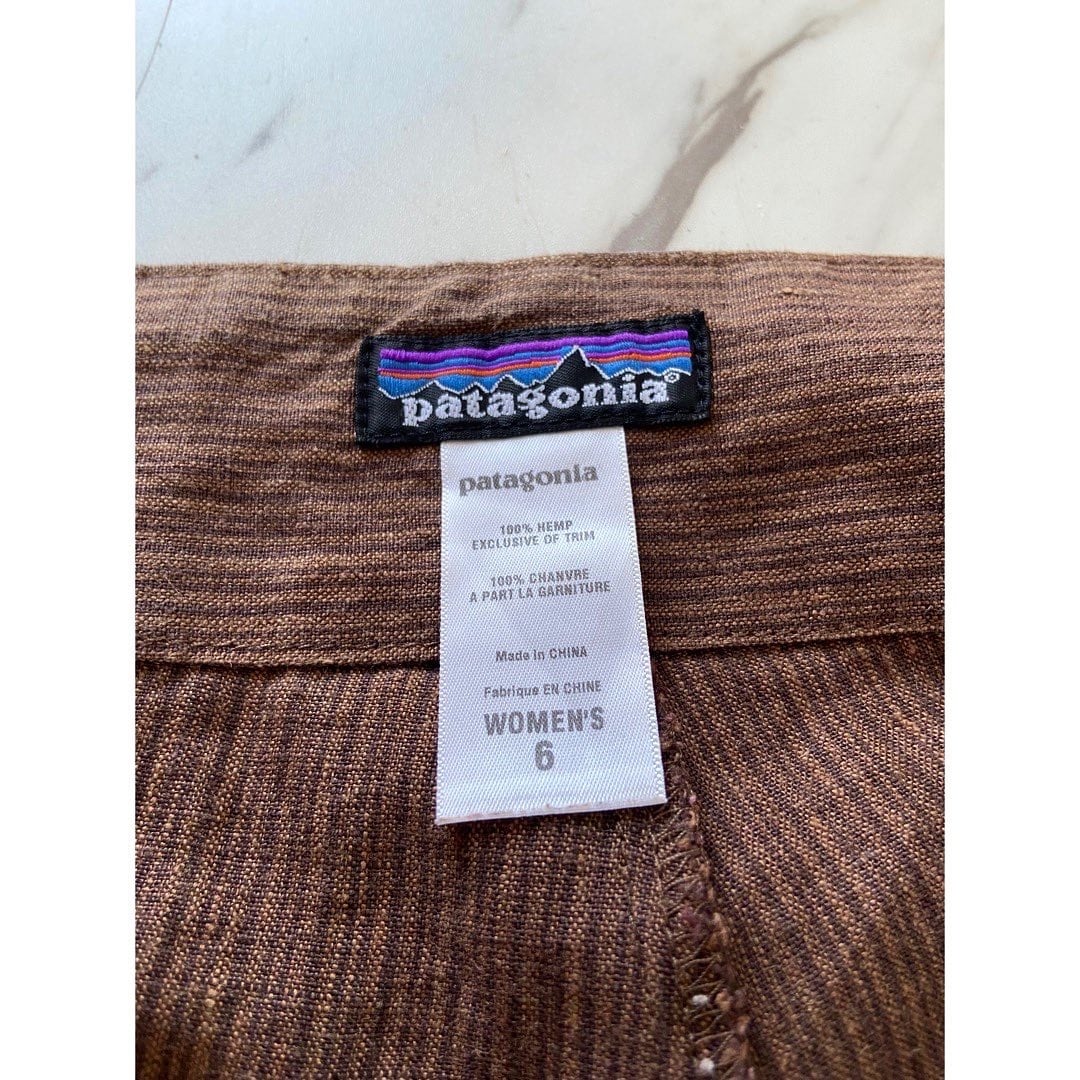 patagonia®
patagonia
100% HEMP
EXCLUSIVE OF TRIM
100% CHANVRE
A PART LA GARNITURE
Made in CHINA
Fabriqué EN CHINE
WOMEN'S
6